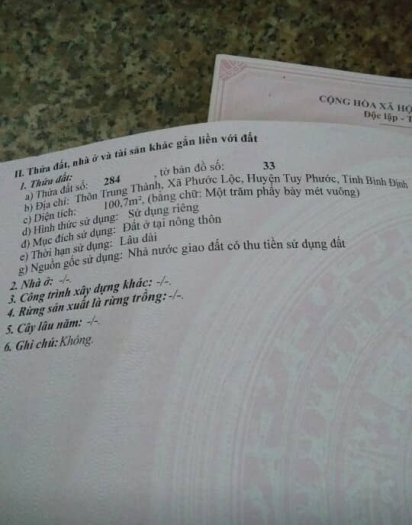 CỘNG HÒA XÃ HỘ
Độc lập - T
II. Thửa đất, nhà ở và tài sản khác gắn liền với đất
1. Thửa đất:
a) Thửa đất số: 284 , tờ bản đồ số: 33
b) Địa chỉ: Thôn Trung Thành, Xã Phước Lộc, Huyện Tuy Phước, Tỉnh Bình Định
c) Diện tích: 100,7m², (bằng chữ: Một trăm phẩy bảy mét vuông)
d) Hình thức sử dụng: Sử dụng riêng
đ) Mục đích sử dụng: Đất ở tại nông thôn
e) Thời hạn sử dụng: Lâu dài
g) Nguồn gốc sử dụng: Nhà nước giao đất có thu tiền sử dụng đất
2. Nhà ở: -/-.
3. Công trình xây dựng khác: -/-.
4. Rừng sản xuất là rừng trồng: -/-.
5. Cây lâu năm: -/-.
6. Ghi chú: Không.